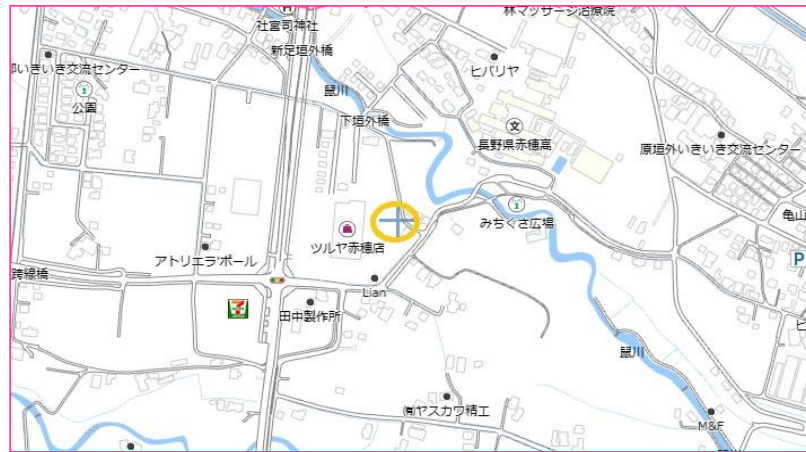 林マッサージ治療院
社宮司神社
新足垣外橋
ヒバリヤ
部いきいき交流センター
公園
鼠川
下垣外橋
文
長野県赤穂高
原垣外いきいき交流センター
みちくさ広場
亀山
ツルヤ赤穂店
アトリエラ'ポール
P
跨線橋
Lian
田中製作所
鼠川
ヒ
㈲ヤスカワ精工
M&F